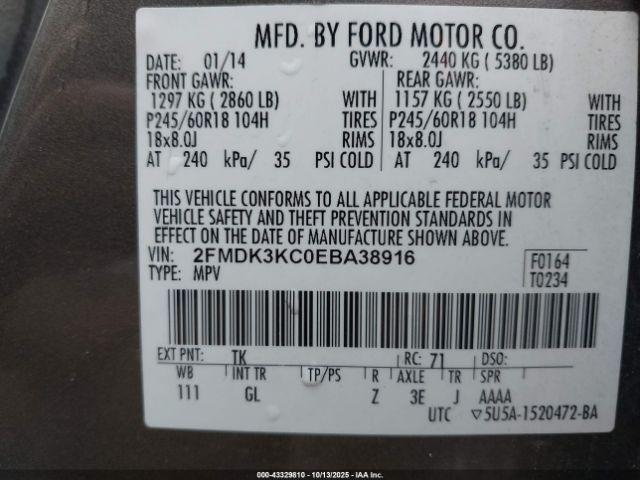 MFD. BY FORD MOTOR CO.
DATE: 01/14 GVWR: 2440 KG ( 5380 LB)
FRONT GAWR: REAR GAWR:
1297 KG ( 2860 LB) WITH 1157 KG ( 2550 LB) WITH
P245/60R18 104H TIRES P245/60R18 104H TIRES
18x8.0J RIMS 18x8.0J RIMS
AT 240 kPa/ 35 PSI COLD AT 240 kPa/ 35 PSI COLD
THIS VEHICLE CONFORMS TO ALL APPLICABLE FEDERAL MOTOR
VEHICLE SAFETY AND THEFT PREVENTION STANDARDS IN
EFFECT ON THE DATE OF MANUFACTURE SHOWN ABOVE.
VIN: 2FMDK3KC0EBA38916 F0164
TYPE: MPV T0234
EXT PNT: TK RC: 71 DSO:
WB INT TR TP/PS R AXLE TR SPR
111 GL Z 3E J AAAA
UTC ▽5U5A-1520472-BA
000-43329810 | 10/13/2025 | IAA Inc.